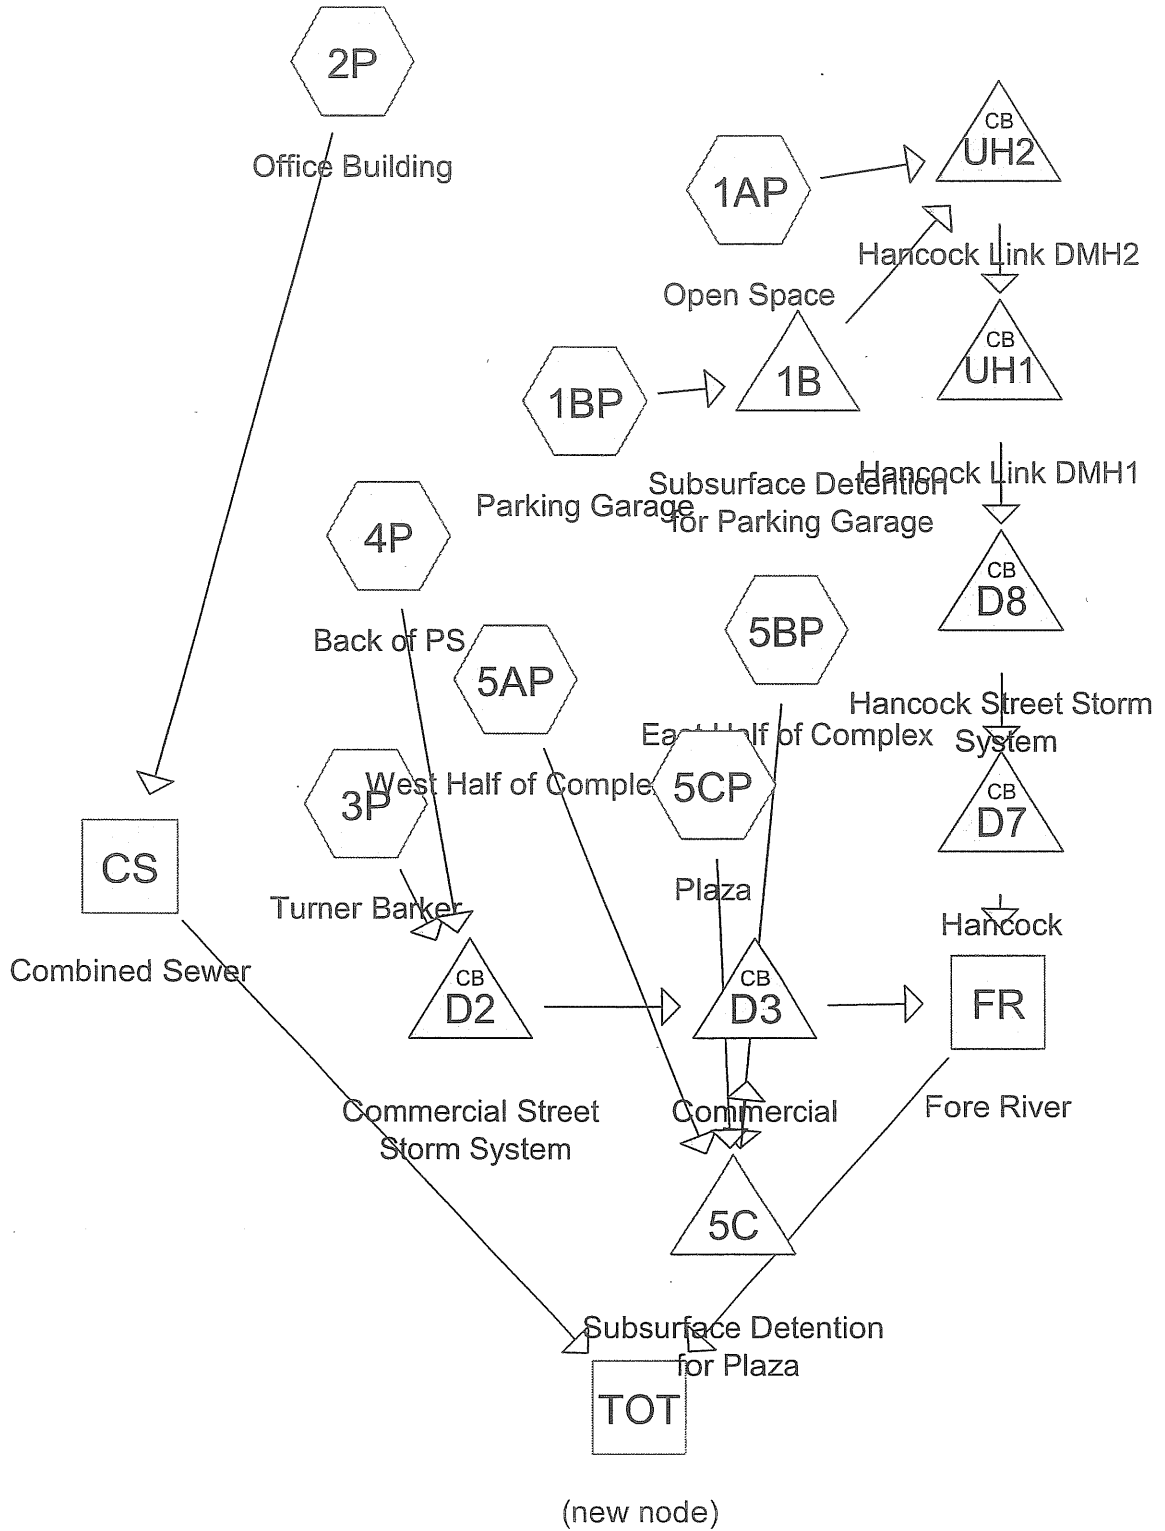 2P
Office Building
CB
UH2
1AP
Hancock Link DMH2
Open Space
CB
UH1
1B
1BP
Hancock Link DMH1
Subsurface Detention
for Parking Garage
Parking Garage
4P
CB
D8
5BP
Back of PS
5AP
Hancock Street Storm
System
East Half of Complex
West Half of Comple
5CP
3P
CB
D7
CS
Plaza
Turner Barker
Hancock
Combined Sewer
CB
D2
CB
D3
FR
Commercial Street
Storm System
Commercial
Fore River
5C
Subsurface Detention
for Plaza
TOT
(new node)